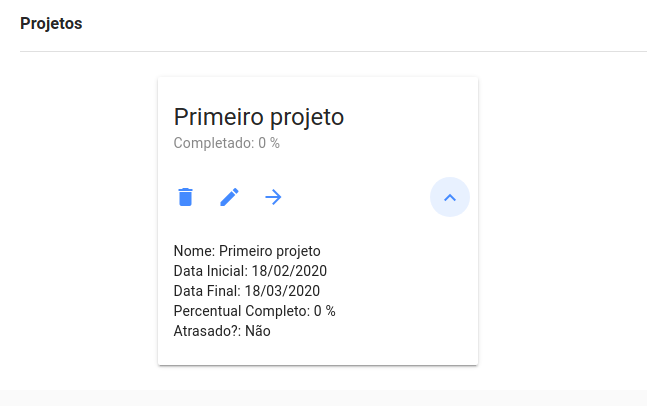 Projetos
Primeiro projeto
Completado: 0 %
Nome: Primeiro projeto
Data Inicial: 18/02/2020
Data Final: 18/03/2020
Percentual Completo: 0 %
Atrasado?: Não